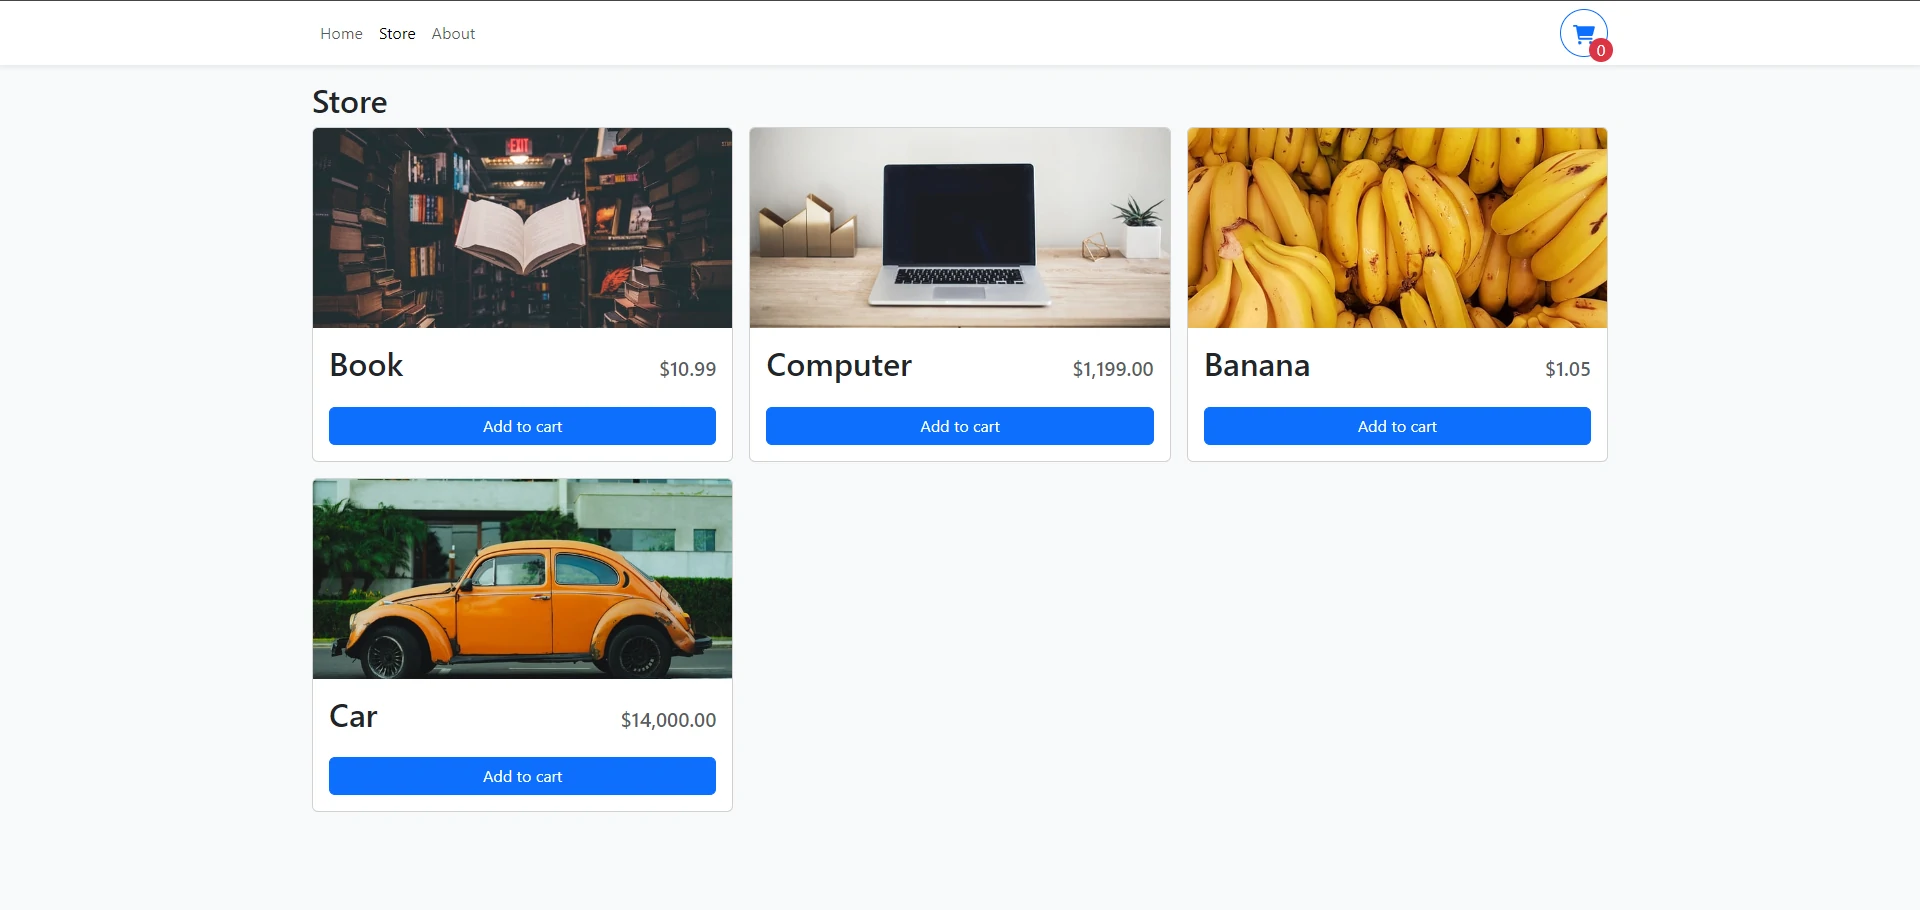 Home Store About
0
Store
EXIT
Book $10.99
Add to cart
Computer $1,199.00
Add to cart
Banana $1.05
Add to cart
Car $14,000.00
Add to cart